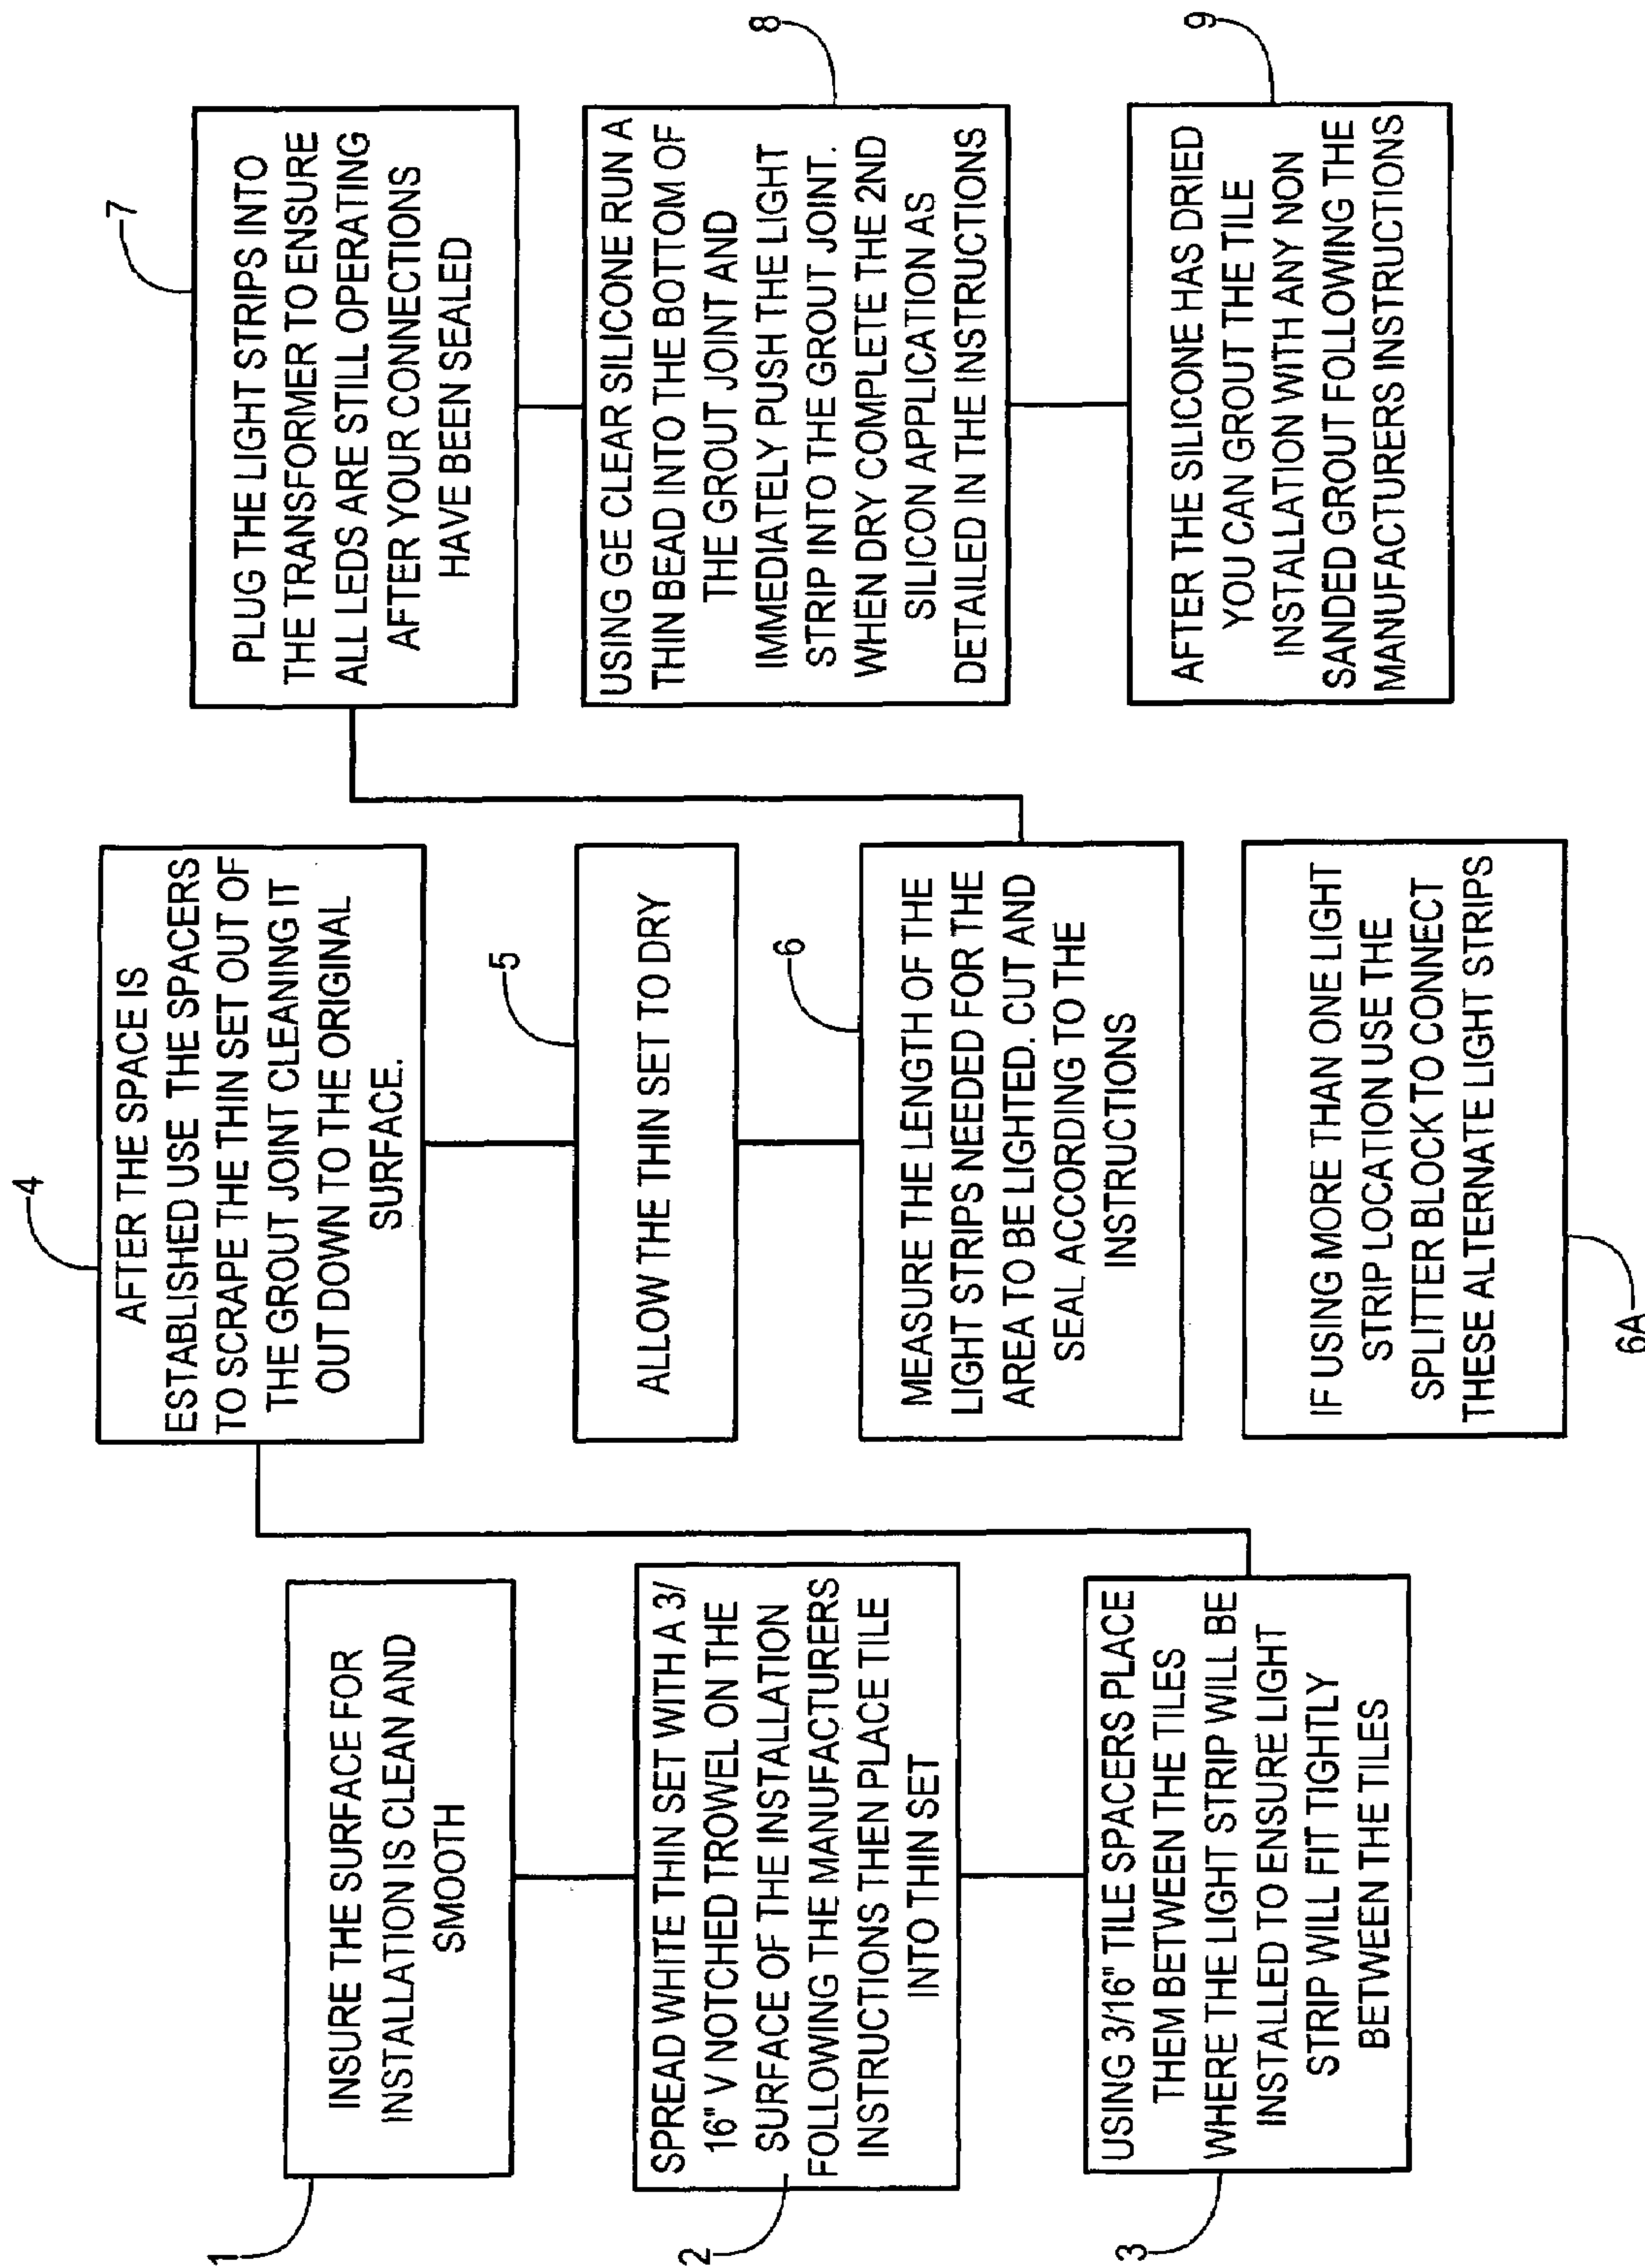 1
INSURE THE SURFACE FOR
INSTALLATION IS CLEAN AND
SMOOTH
2
SPREAD WHITE THIN SET WITH A 3/
16" V NOTCHED TROWEL ON THE
SURFACE OF THE INSTALLATION
FOLLOWING THE MANUFACTURERS
INSTRUCTIONS THEN PLACE TILE
INTO THIN SET
3
USING 3/16" TILE SPACERS PLACE
THEM BETWEEN THE TILES
WHERE THE LIGHT STRIP WILL BE
INSTALLED TO ENSURE LIGHT
STRIP WILL FIT TIGHTLY
BETWEEN THE TILES
4
AFTER THE SPACE IS
ESTABLISHED USE THE SPACERS
TO SCRAPE THE THIN SET OUT OF
THE GROUT JOINT CLEANING IT
OUT DOWN TO THE ORIGINAL
SURFACE.
5
ALLOW THE THIN SET TO DRY
6
MEASURE THE LENGTH OF THE
LIGHT STRIPS NEEDED FOR THE
AREA TO BE LIGHTED. CUT AND
SEAL ACCORDING TO THE
INSTRUCTIONS
IF USING MORE THAN ONE LIGHT
STRIP LOCATION USE THE
SPLITTER BLOCK TO CONNECT
THESE ALTERNATE LIGHT STRIPS
6A
7
PLUG THE LIGHT STRIPS INTO
THE TRANSFORMER TO ENSURE
ALL LEDS ARE STILL OPERATING
AFTER YOUR CONNECTIONS
HAVE BEEN SEALED
8
USING GE CLEAR SILICONE RUN A
THIN BEAD INTO THE BOTTOM OF
THE GROUT JOINT AND
IMMEDIATELY PUSH THE LIGHT
STRIP INTO THE GROUT JOINT.
WHEN DRY COMPLETE THE 2ND
SILICON APPLICATION AS
DETAILED IN THE INSTRUCTIONS
9
AFTER THE SILICONE HAS DRIED
YOU CAN GROUT THE TILE
INSTALLATION WITH ANY NON
SANDED GROUT FOLLOWING THE
MANUFACTURERS INSTRUCTIONS